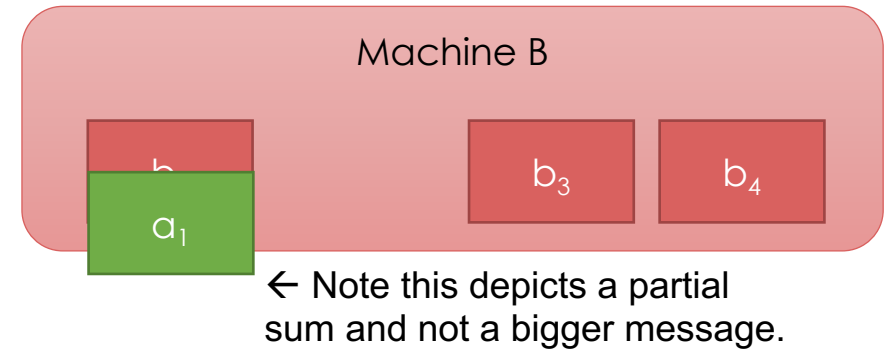 Machine B
b₃ b₄
a₁
← Note this depicts a partial
sum and not a bigger message.